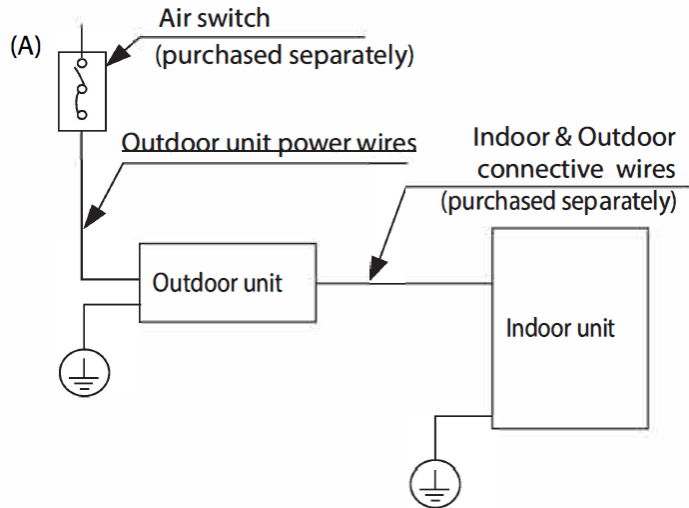 (A)
Air switch
(purchased separately)
Outdoor unit power wires
Indoor & Outdoor
connective wires
(purchased separately)
Outdoor unit
Indoor unit